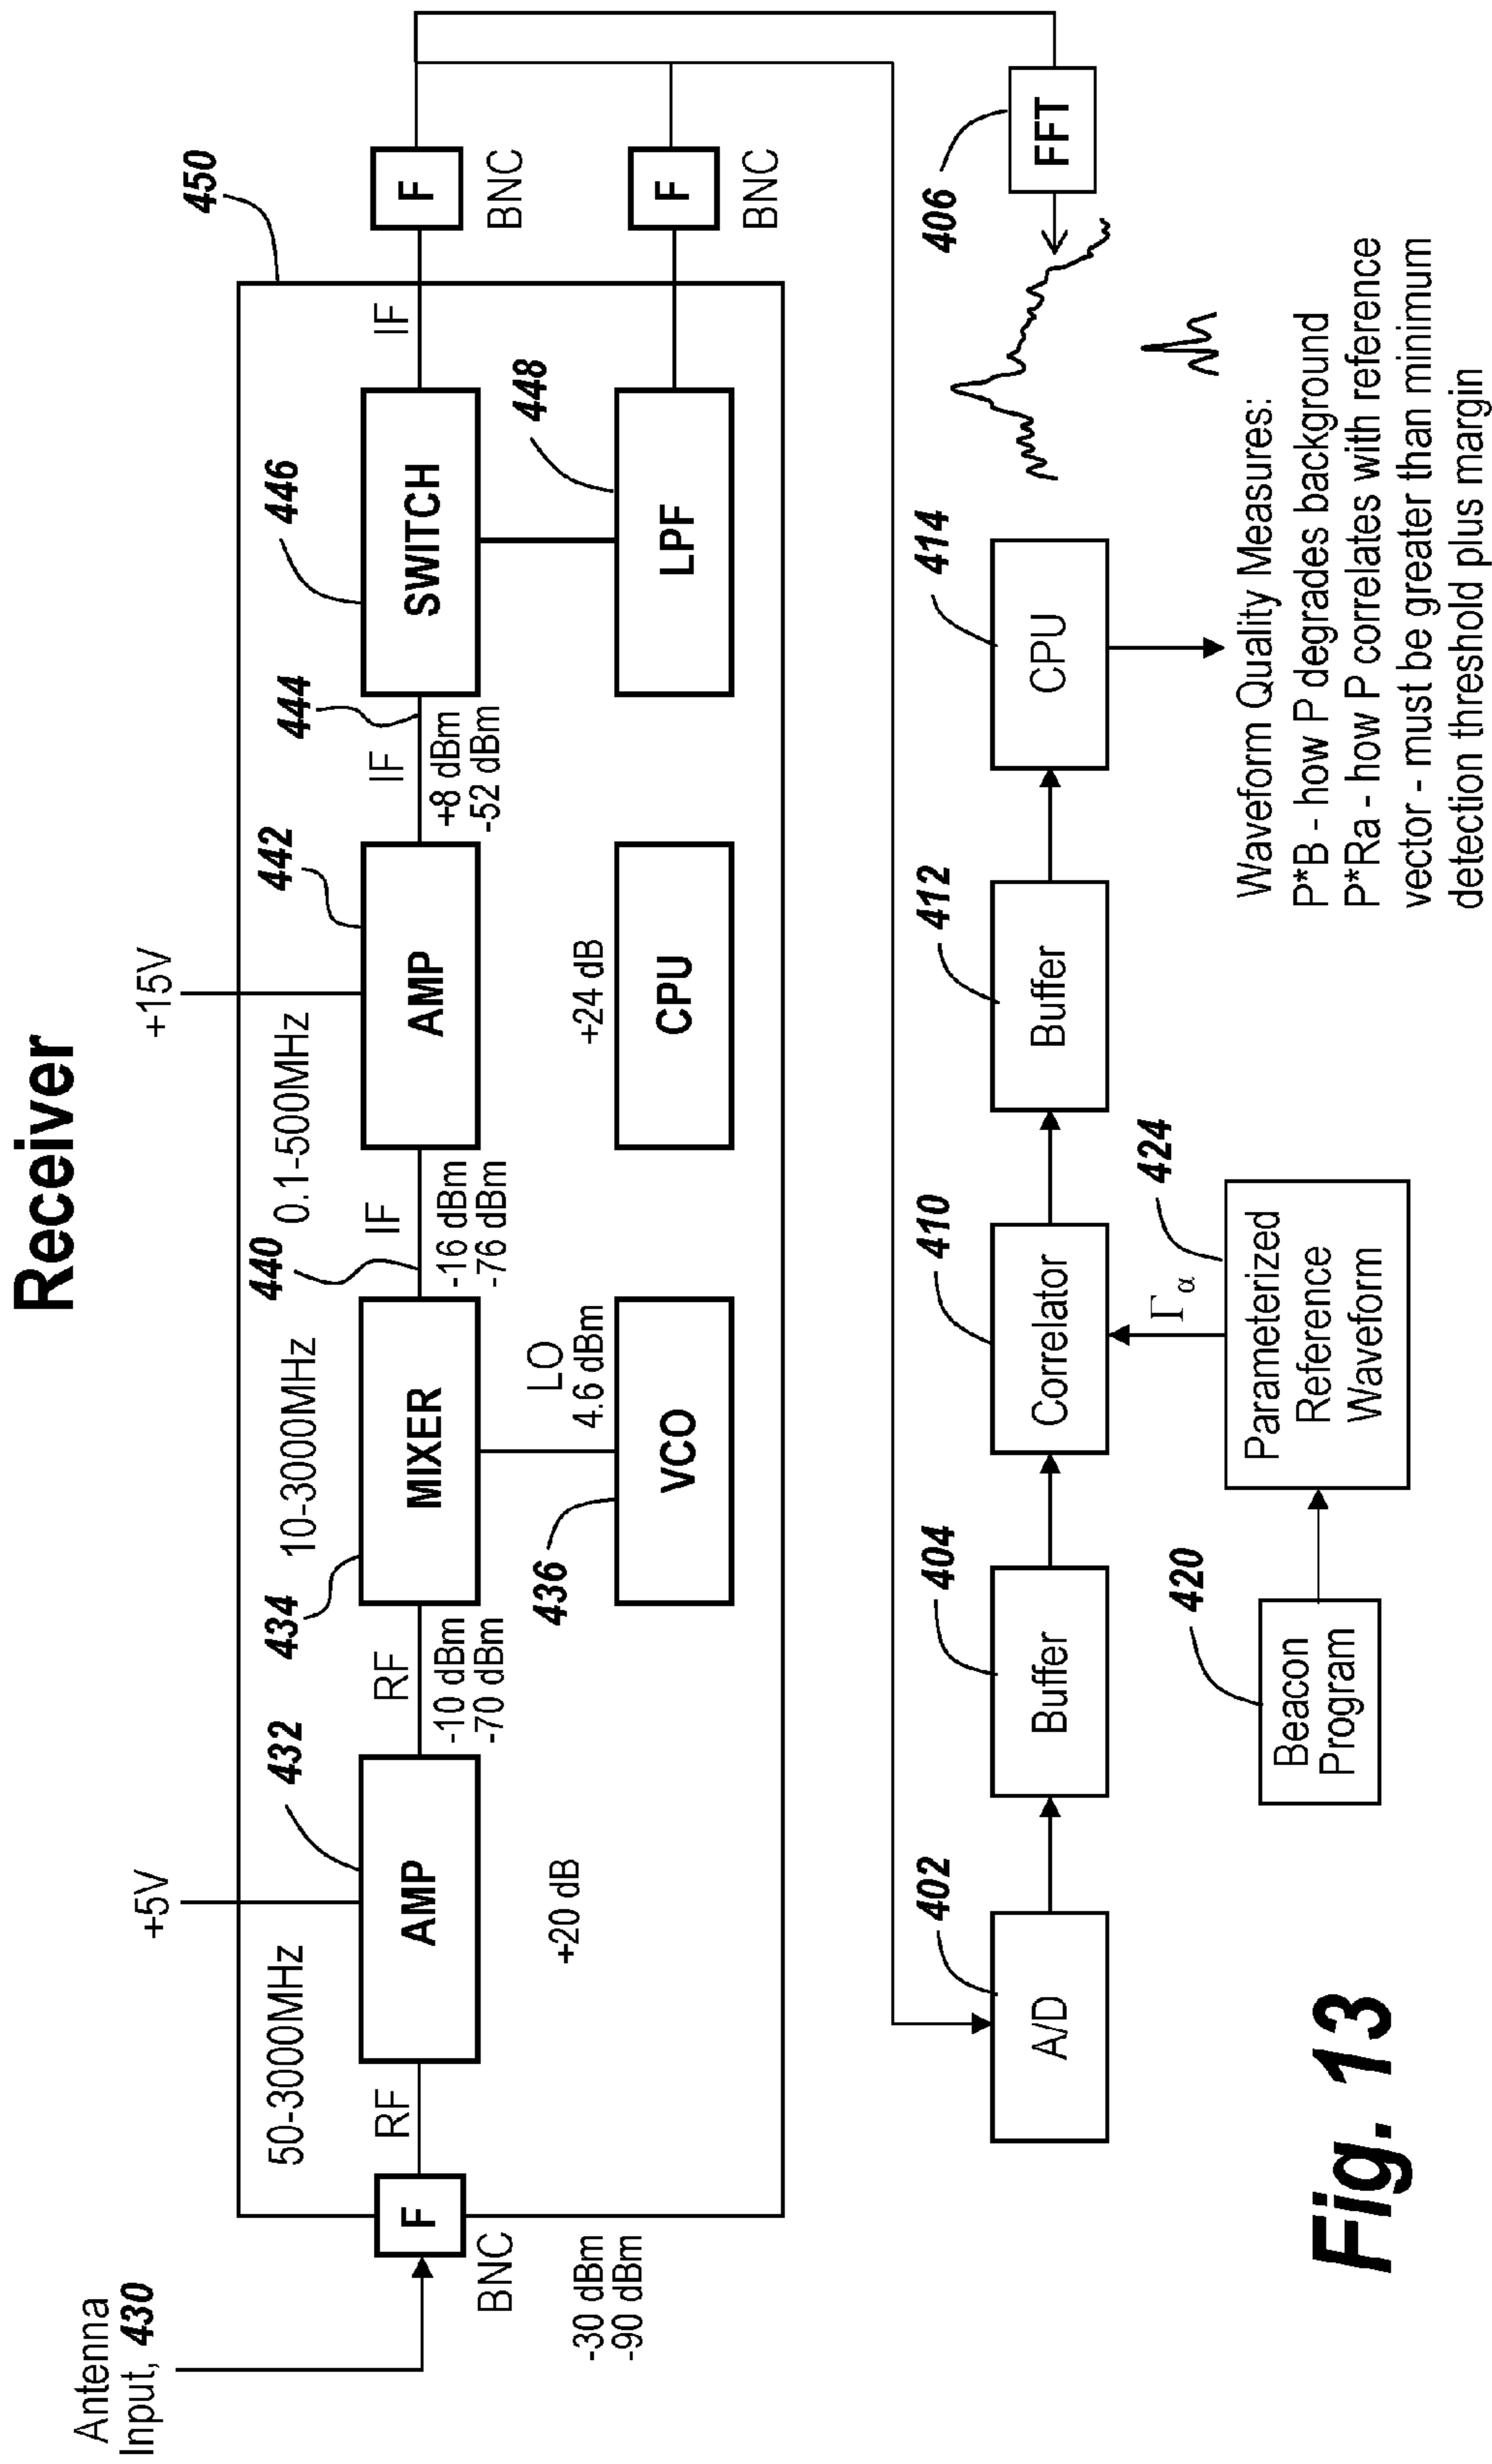 Receiver
Antenna
Input, 430
+5V
+15V
450
50-3000MHz
432
434
10-3000MHz
440
0.1-500MHz
442
444
446
F
RF
AMP
RF
MIXER
IF
AMP
IF
SWITCH
IF
F
BNC
-10 dBm
-70 dBm
-16 dBm
-76 dBm
+8 dBm
-52 dBm
BNC
-30 dBm
-90 dBm
+20 dB
436
LO
4.6 dBm
+24 dB
448
VCO
CPU
LPF
F
BNC
402
404
410
412
414
406
A/D
Buffer
Correlator
Buffer
CPU
FFT
420
Γα
424
Beacon
Program
Parameterized
Reference
Waveform
Waveform Quality Measures:
P*B - how P degrades background
P*Ra - how P correlates with reference
vector - must be greater than minimum
detection threshold plus margin
Fig. 13